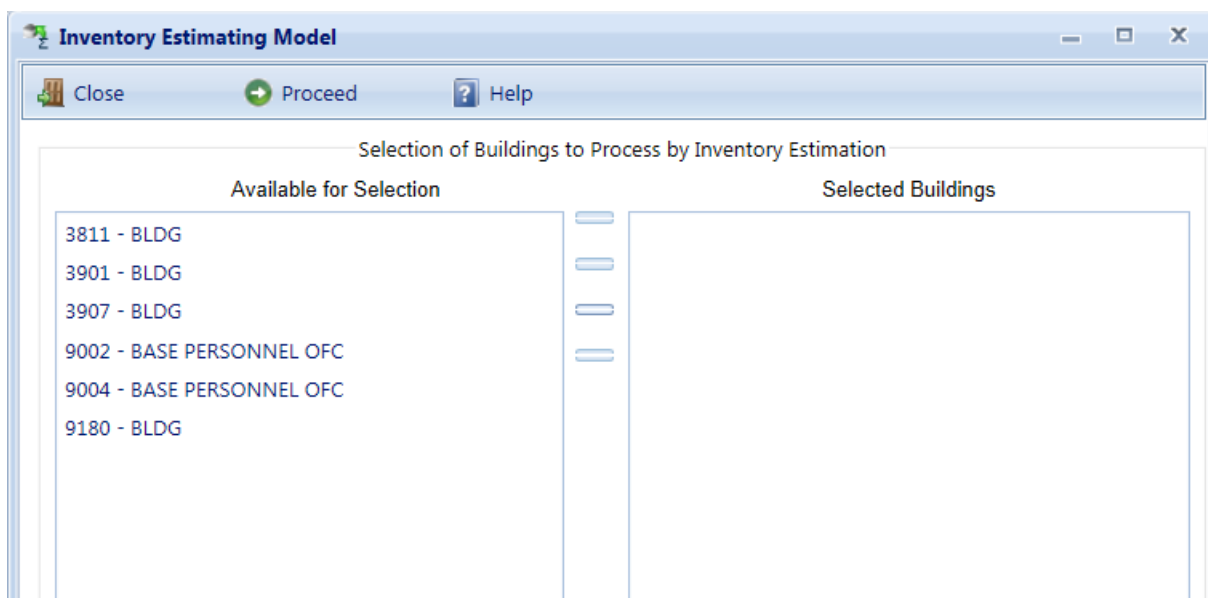 Inventory Estimating Model
Close Proceed Help
Selection of Buildings to Process by Inventory Estimation
Available for Selection Selected Buildings
3811 - BLDG
3901 - BLDG
3907 - BLDG
9002 - BASE PERSONNEL OFC
9004 - BASE PERSONNEL OFC
9180 - BLDG